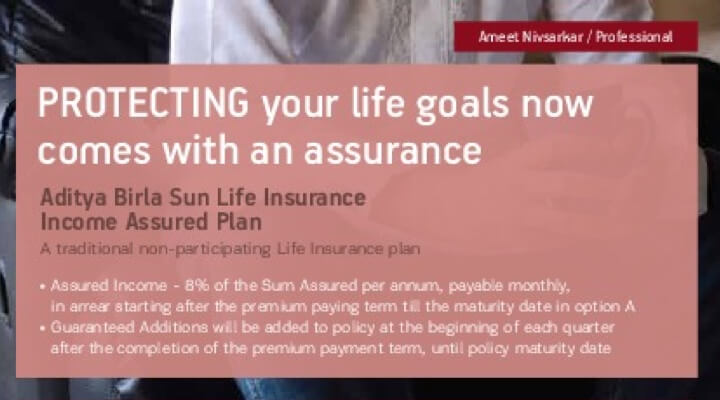 Ameet Nivsarkar / Professional
PROTECTING your life goals now
comes with an assurance
Aditya Birla Sun Life Insurance
Income Assured Plan
A traditional non-participating Life Insurance plan
• Assured Income - 8% of the Sum Assured per annum, payable monthly,
in arrear starting after the premium paying term till the maturity date in option A
• Guaranteed Additions will be added to policy at the beginning of each quarter
after the completion of the premium payment term, until policy maturity date